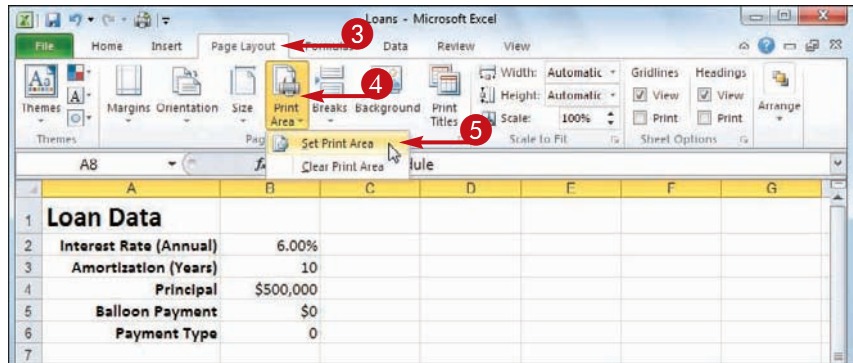 Loans - Microsoft Excel
File Home Insert Page Layout Formulas Data Review View
3
Themes Margins Orientation Size Print Area Breaks Background Print Titles
4
Width: Automatic
Height: Automatic
Scale: 100%
Gridlines Headings
View View
Print Print
Arrange
Themes Pag Scale to Fit Sheet Options
Set Print Area
5
Clear Print Area
A8 dule
A B C D E F G
1 Loan Data
2 Interest Rate (Annual) 6.00%
3 Amortization (Years) 10
4 Principal $500,000
5 Balloon Payment $0
6 Payment Type 0
7